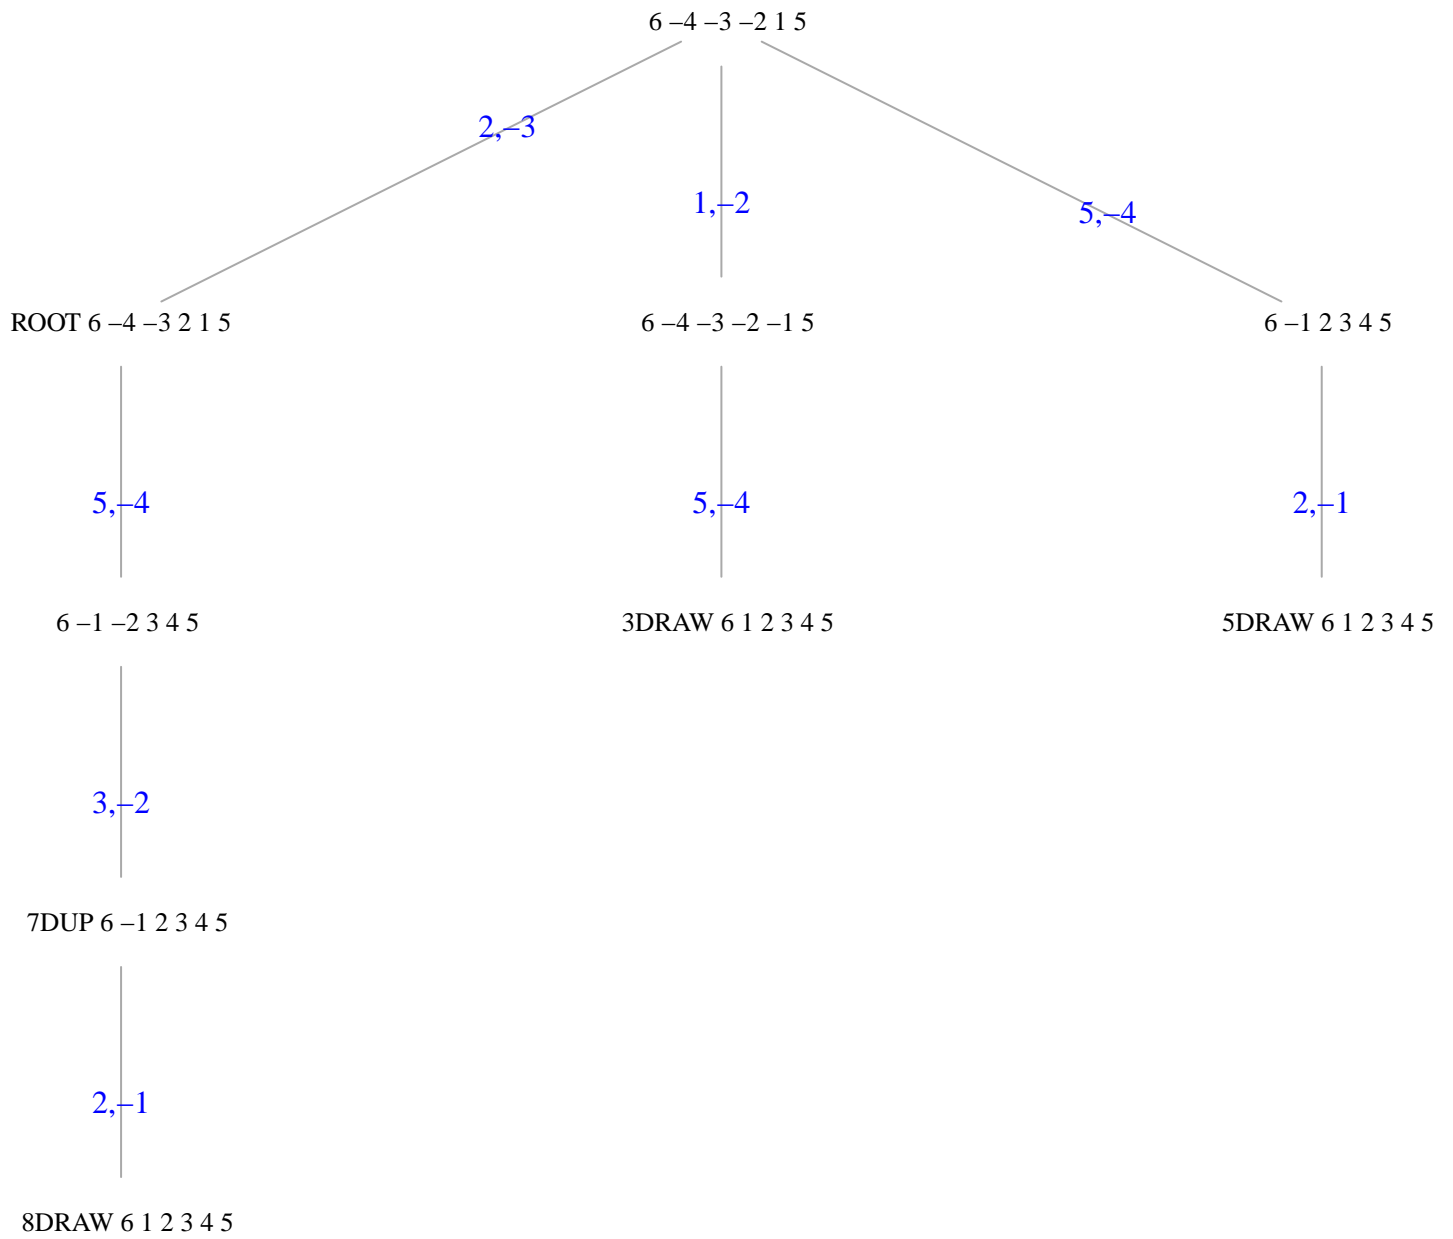 6 –4 –3 –2 1 5
2,–3
1,–2
5,–4
ROOT 6 –4 –3 2 1 5
6 –4 –3 –2 –1 5
6 –1 2 3 4 5
5,–4
5,–4
2,–1
6 –1 –2 3 4 5
3DRAW 6 1 2 3 4 5
5DRAW 6 1 2 3 4 5
3,–2
7DUP 6 –1 2 3 4 5
2,–1
8DRAW 6 1 2 3 4 5